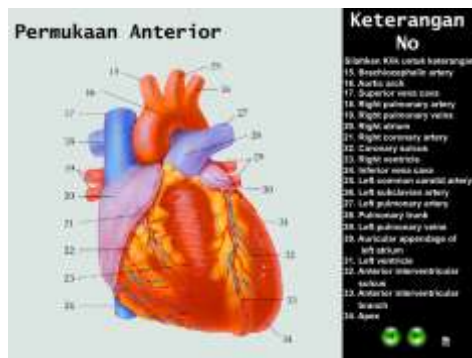 Permukaan Anterior
Keterangan
No
Silahkan Klik untuk keterangan
15. Brachiocephalic artery
16. Aortic arch
17. Superior vena cava
18. Right pulmonary artery
19. Right pulmonary veins
20. Right atrium
21. Right coronary artery
22. Coronary sulcus
23. Right ventricle
24. Inferior vena cava
25. Left common carotid artery
26. Left subclavian artery
27. Left pulmonary artery
28. Pulmonary trunk
29. Left pulmonary veins
30. Auricular appendage of
left atrium
31. Left ventricle
32. Anterior interventricular
sulcus
33. Anterior interventricular
branch
34. Apex
15
25
16
26
17
27
18
28
19
29
20
30
21
31
22
32
23
33
24
34